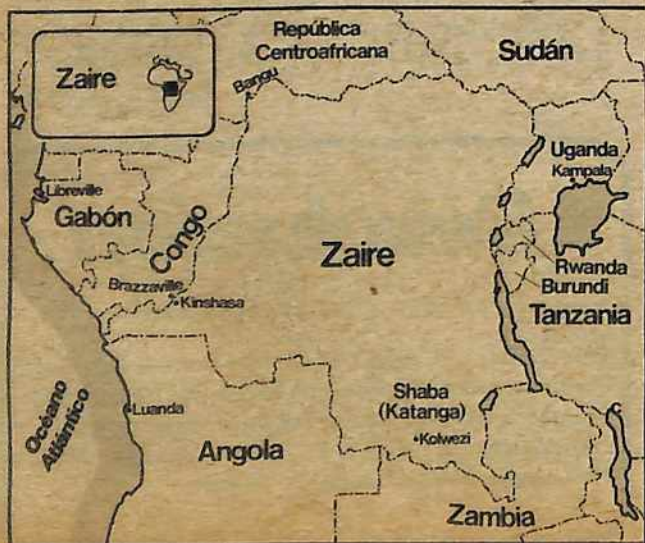 República
Centroafricana
Sudán
Zaire
Bangu
Uganda
Kampala
Libreville
Gabón
Congo
Zaire
Rwanda
Burundi
Brazzaville
Kinshasa
Tanzania
Shaba
(Katanga)
Océano
Atlántico
Luanda
Kolwezi
Angola
Zambia